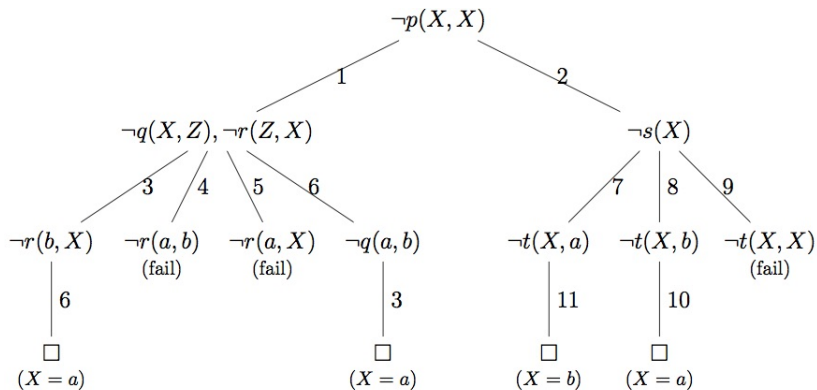 ¬p(X, X)
1 2
¬q(X, Z), ¬r(Z, X) ¬s(X)
3 4 5 6 7 8 9
¬r(b, X) ¬r(a, b) ¬r(a, X) ¬q(a, b) ¬t(X, a) ¬t(X, b) ¬t(X, X)
(fail) (fail) (fail)
6 3 11 10
□ □ □ □
(X = a) (X = a) (X = b) (X = a)